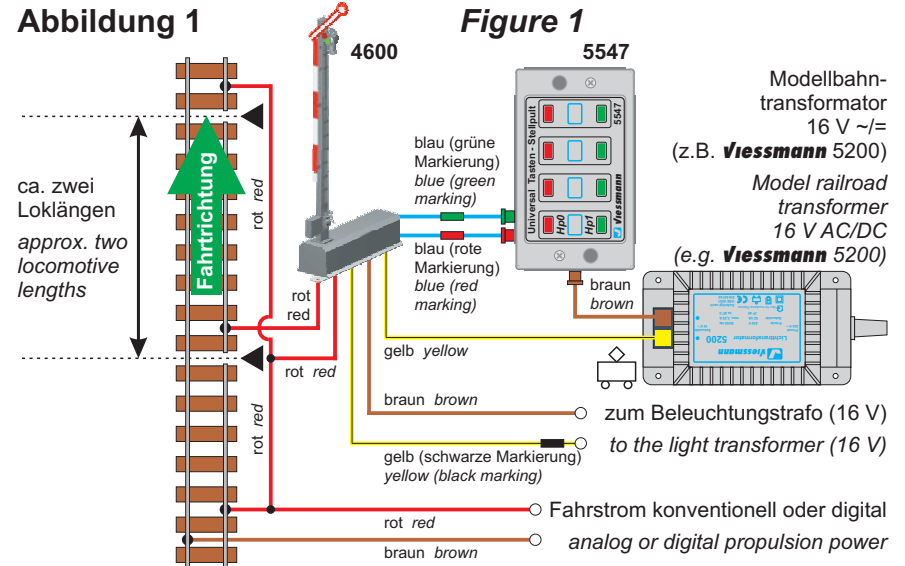 Abbildung 1
Figure 1
4600
5547
Modellbahn-
transformator
16 V ~/=
(z.B. Viessmann 5200)
Model railroad
transformer
16 V AC/DC
(e.g. Viessmann 5200)
ca. zwei
Loklängen
approx. two
locomotive
lengths
Fahrtrichtung
rot red
blau (grüne
Markierung)
blue (green
marking)
blau (rote
Markierung)
blue (red
marking)
Universal Tasten - Stellpult
5547
Hp0
Hp1
Viessmann
braun
brown
rot
red
rot red
gelb yellow
Viessmann
5200
Lichttransformator
rot red
braun brown
zum Beleuchtungstrafo (16 V)
gelb (schwarze Markierung)
yellow (black marking)
to the light transformer (16 V)
Fahrstrom konventionell oder digital
rot red
analog or digital propulsion power
braun brown